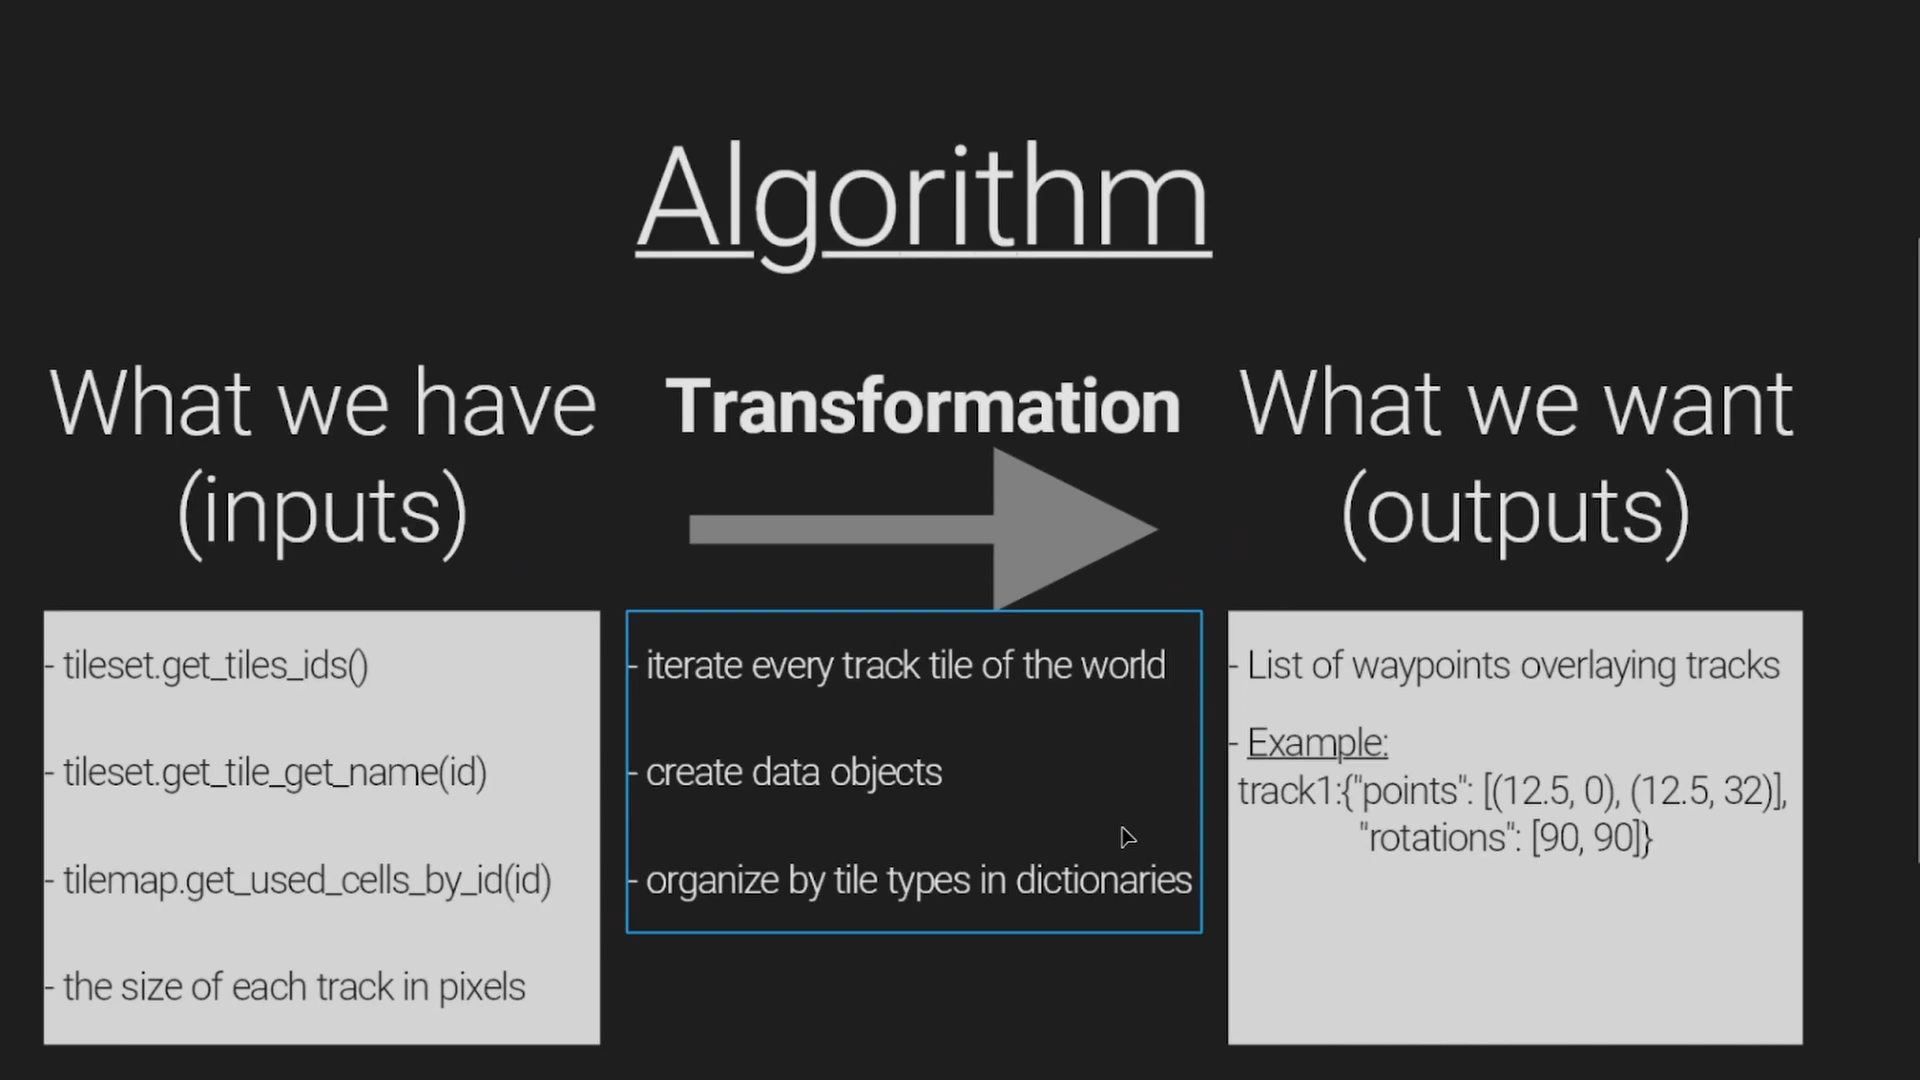 Algorithm
What we have
(inputs)
Transformation
What we want
(outputs)
- tileset.get_tiles_ids()
- tileset.get_tile_get_name(id)
- tilemap.get_used_cells_by_id(id)
- the size of each track in pixels
- iterate every track tile of the world
- create data objects
- organize by tile types in dictionaries
- List of waypoints overlaying tracks
- Example:
track1:{"points": [(12.5, 0), (12.5, 32)],
"rotations": [90, 90]}